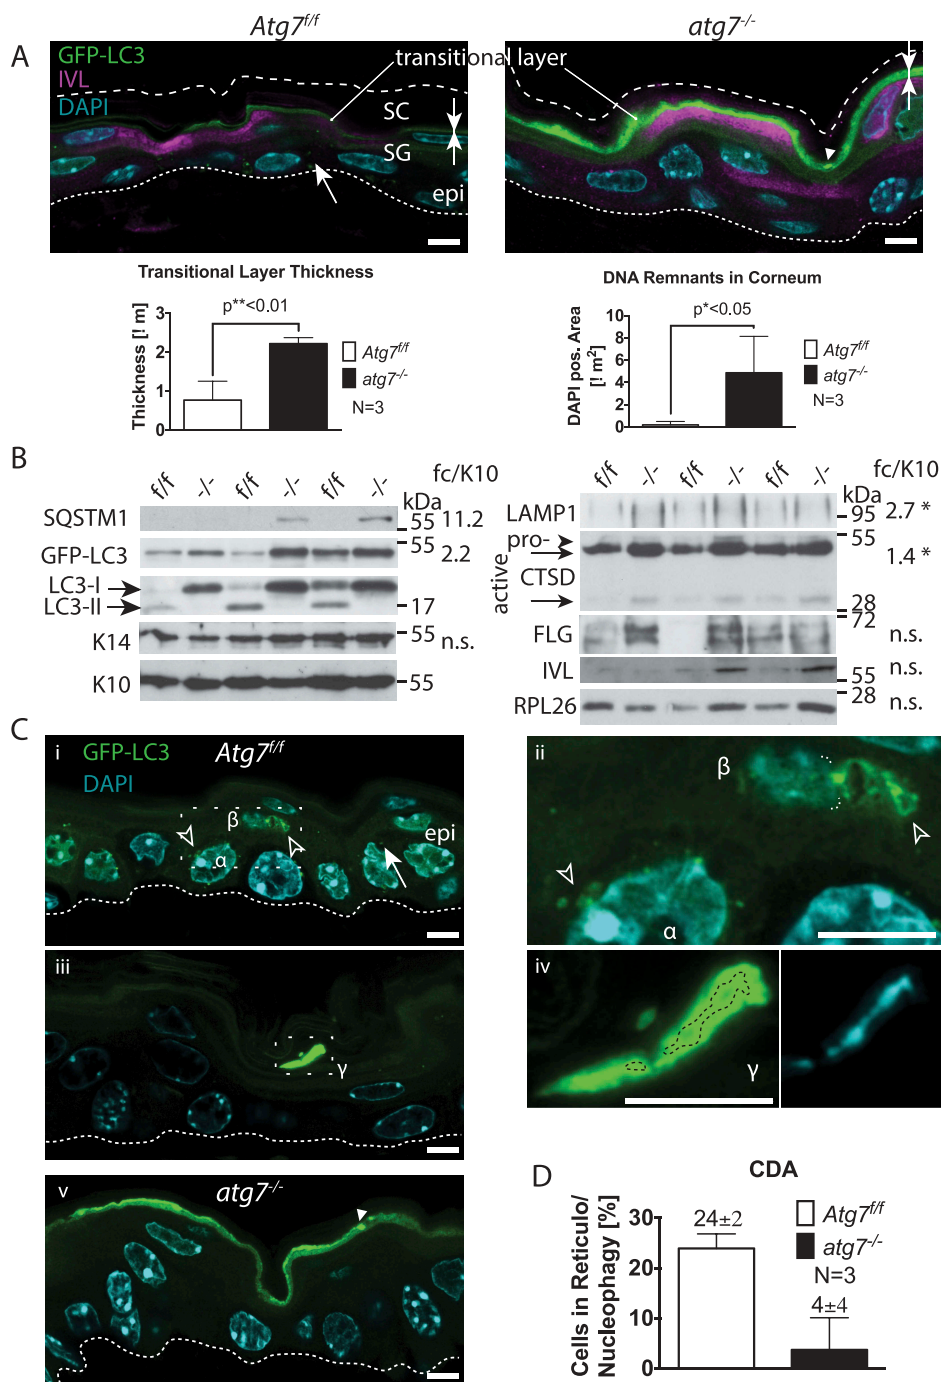 A
Atg7f/f
atg7-/-
GFP-LC3
IVL
DAPI
transitional layer
SC
SG
epi
Transitional Layer Thickness
p**<0.01
Thickness [! m]
3
2
1
0
Atg7f/f
atg7-/-
N=3
DNA Remnants in Corneum
p*<0.05
DAPI pos. Area
[! m2]
10
8
6
4
2
0
Atg7f/f
atg7-/-
N=3
B
f/f -/- f/f -/- f/f -/- fc/K10
kDa
SQSTM1 55 11.2
GFP-LC3 55 2.2
LC3-I
LC3-II 17
K14 55 n.s.
K10 55
f/f -/- f/f -/- f/f -/- fc/K10
kDa
LAMP1 95 2.7 *
pro- 55
1.4 *
active
CTSD
28
72
FLG n.s.
IVL 55 n.s.
28
RPL26 n.s.
C
i
GFP-LC3
DAPI
Atg7f/f
β
α
epi
ii
β
α
iii
γ
iv
γ
v
atg7-/-
D
CDA
Cells in Reticulo/
Nucleophagy [%]
30
20
10
0
24±2
4±4
Atg7f/f
atg7-/-
N=3